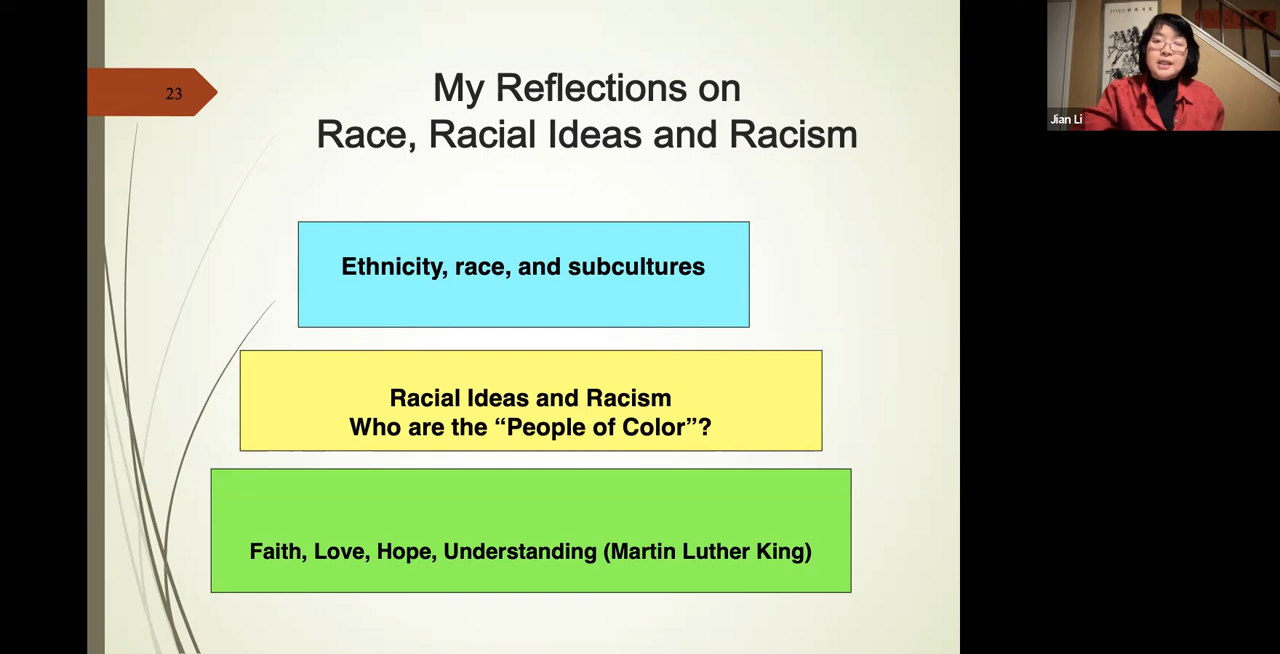 23
My Reflections on
Race, Racial Ideas and Racism
Ethnicity, race, and subcultures
Racial Ideas and Racism
Who are the “People of Color”?
Faith, Love, Hope, Understanding (Martin Luther King)
Jian Li